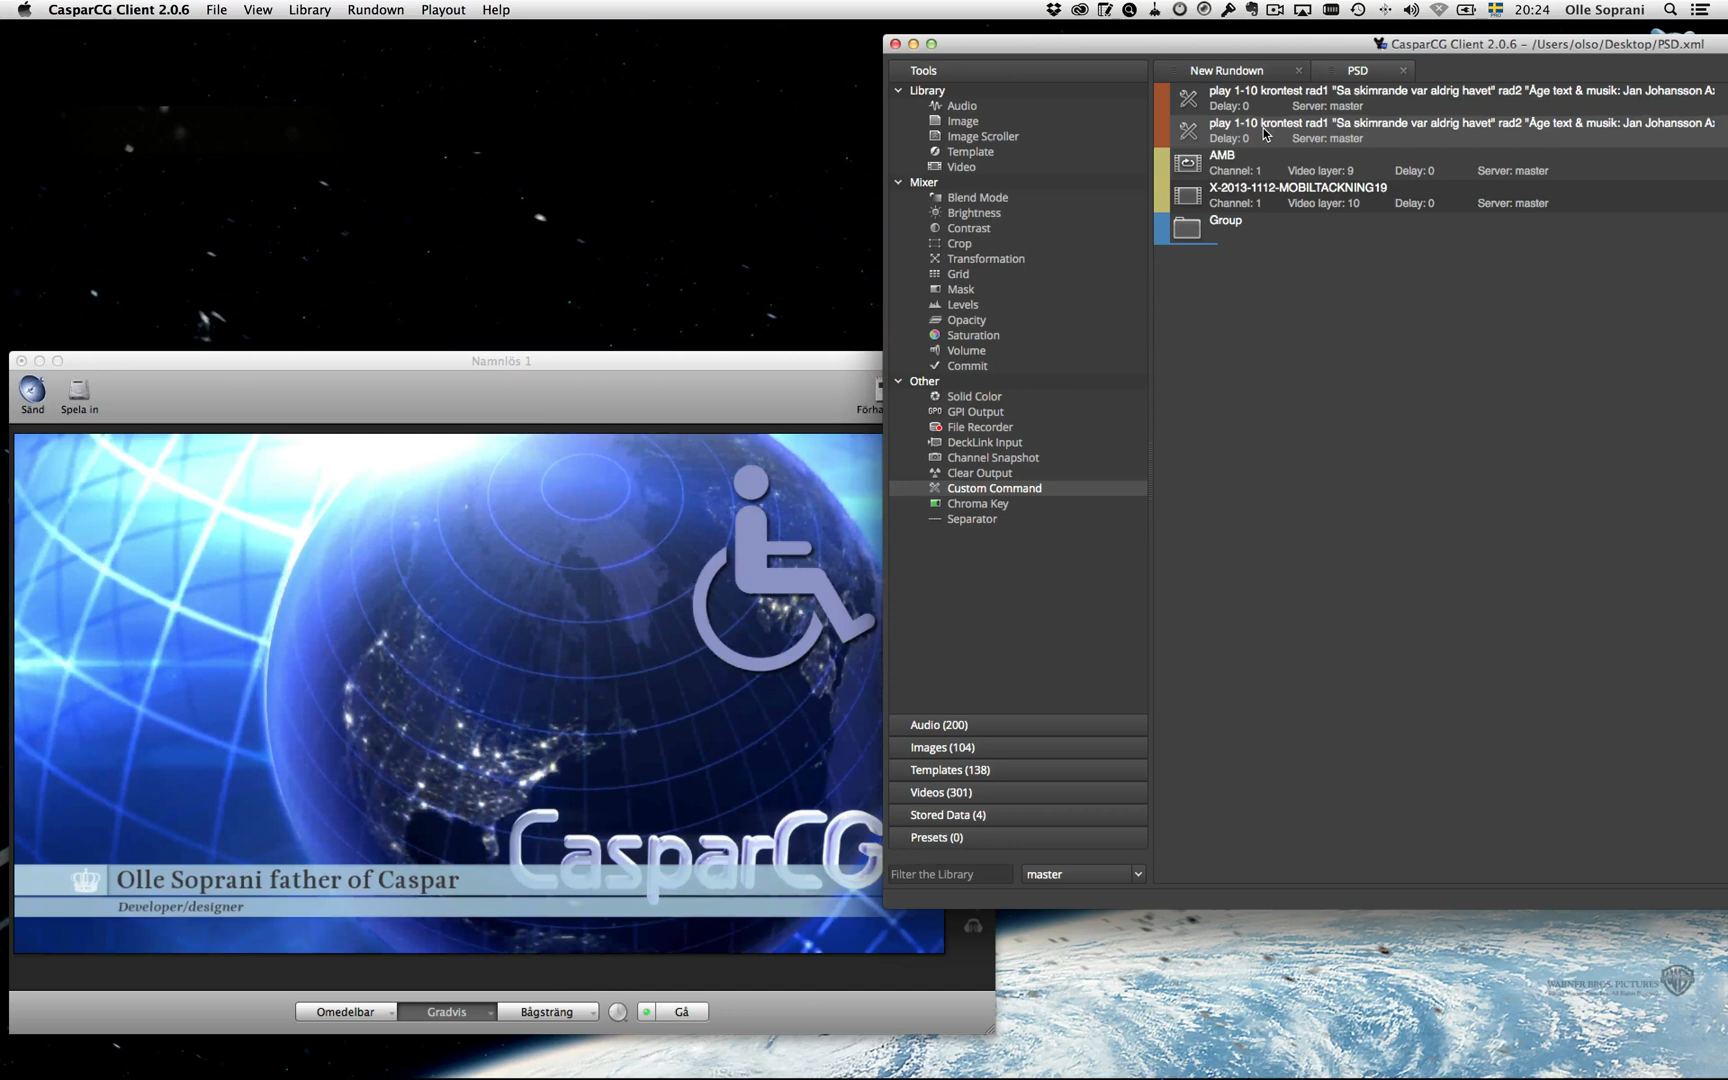 CasparCG Client 2.0.6 File View Library Rundown Playout Help 20:24 Olle Soprani
CasparCG Client 2.0.6 – /Users/olso/Desktop/PSD.xml
Tools
Library
Audio
Image
Image Scroller
Template
Video
Mixer
Blend Mode
Brightness
Contrast
Crop
Transformation
Grid
Mask
Levels
Opacity
Saturation
Volume
Commit
Other
Solid Color
GPO GPI Output
File Recorder
DeckLink Input
Channel Snapshot
Clear Output
Custom Command
Chroma Key
Separator
Audio (200)
Images (104)
Templates (138)
Videos (301)
Stored Data (4)
Presets (0)
Filter the Library master
New Rundown PSD
play 1-10 krontest rad1 "Sa skimrande var aldrig havet" rad2 "Åge text & musik: Jan Johansson A
Delay: 0 Server: master
play 1-10 krontest rad1 "Sa skimrande var aldrig havet" rad2 "Åge text & musik: Jan Johansson A
Delay: 0 Server: master
AMB
Channel: 1 Video layer: 9 Delay: 0 Server: master
X-2013-1112-MOBILTACKNING19
Channel: 1 Video layer: 10 Delay: 0 Server: master
Group
Namnlös 1
Sänd Spela in Förha
CasparCG
Olle Soprani father of Caspar
Developer/designer
Omedelbar Gradvis Bågsträng Gå
WARNER BROS. PICTURES